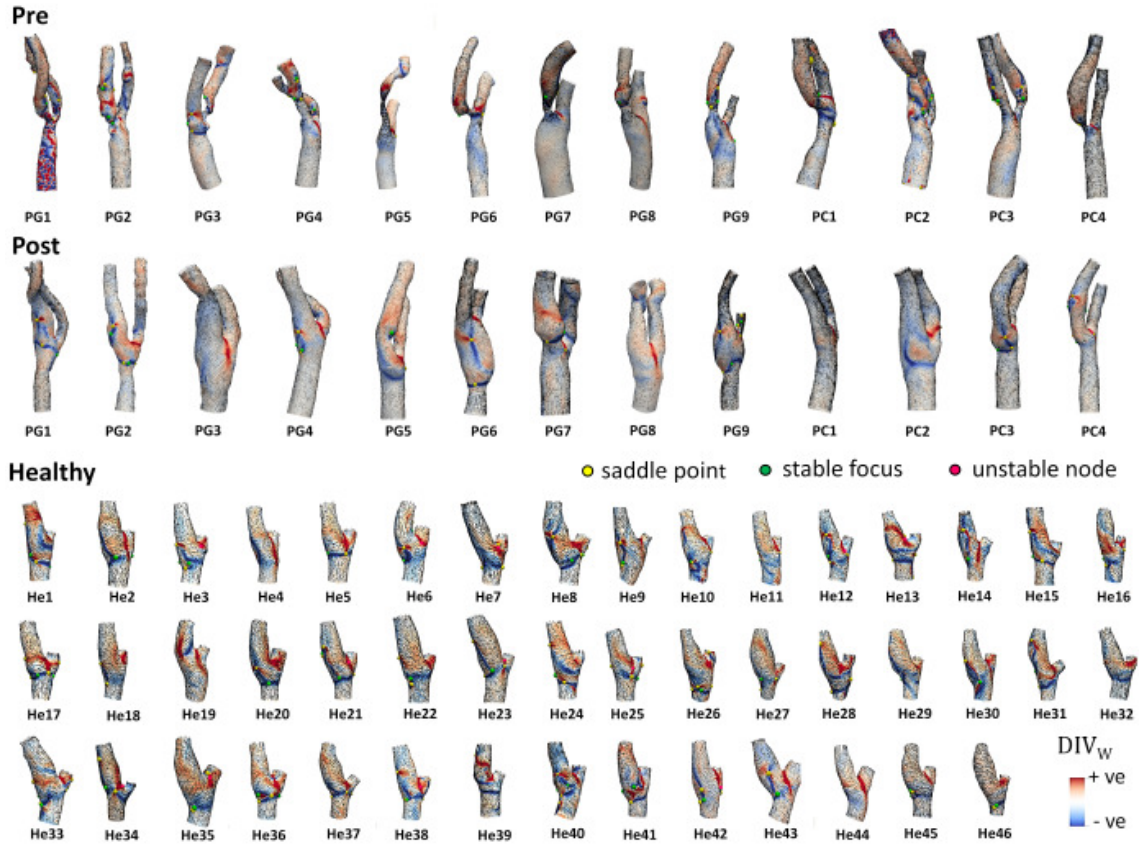 Pre
PG1 PG2 PG3 PG4 PG5 PG6 PG7 PG8 PG9 PC1 PC2 PC3 PC4
Post
PG1 PG2 PG3 PG4 PG5 PG6 PG7 PG8 PG9 PC1 PC2 PC3 PC4
Healthy
saddle point stable focus unstable node
He1 He2 He3 He4 He5 He6 He7 He8 He9 He10 He11 He12 He13 He14 He15 He16
He17 He18 He19 He20 He21 He22 He23 He24 He25 He26 He27 He28 He29 He30 He31 He32
DIVW
+ ve
- ve
He33 He34 He35 He36 He37 He38 He39 He40 He41 He42 He43 He44 He45 He46